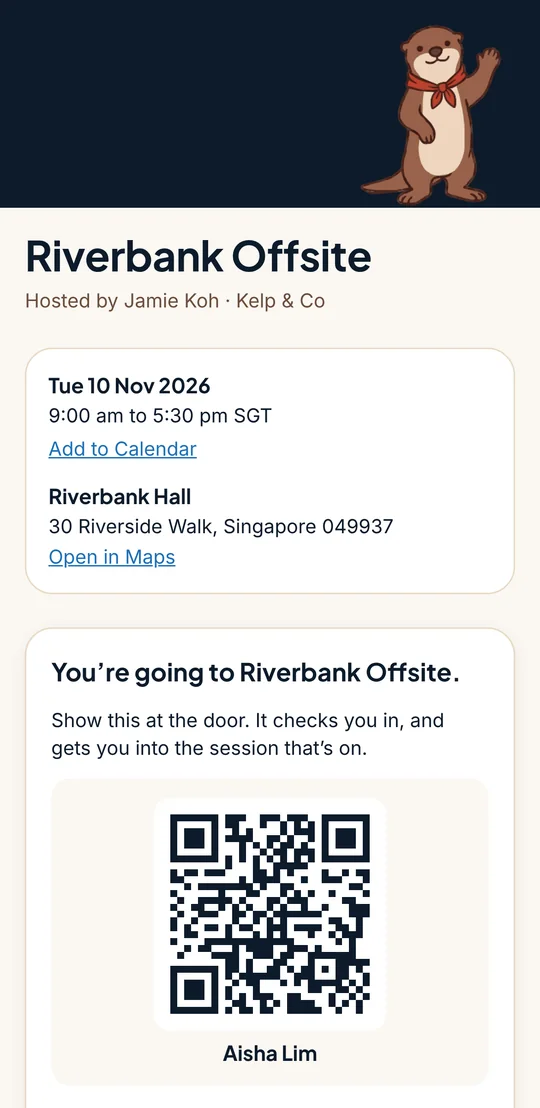 Riverbank Offsite
Hosted by Jamie Koh · Kelp & Co
Tue 10 Nov 2026
9:00 am to 5:30 pm SGT
Add to Calendar
Riverbank Hall
30 Riverside Walk, Singapore 049937
Open in Maps
You’re going to Riverbank Offsite.
Show this at the door. It checks you in, and
gets you into the session that’s on.
Aisha Lim